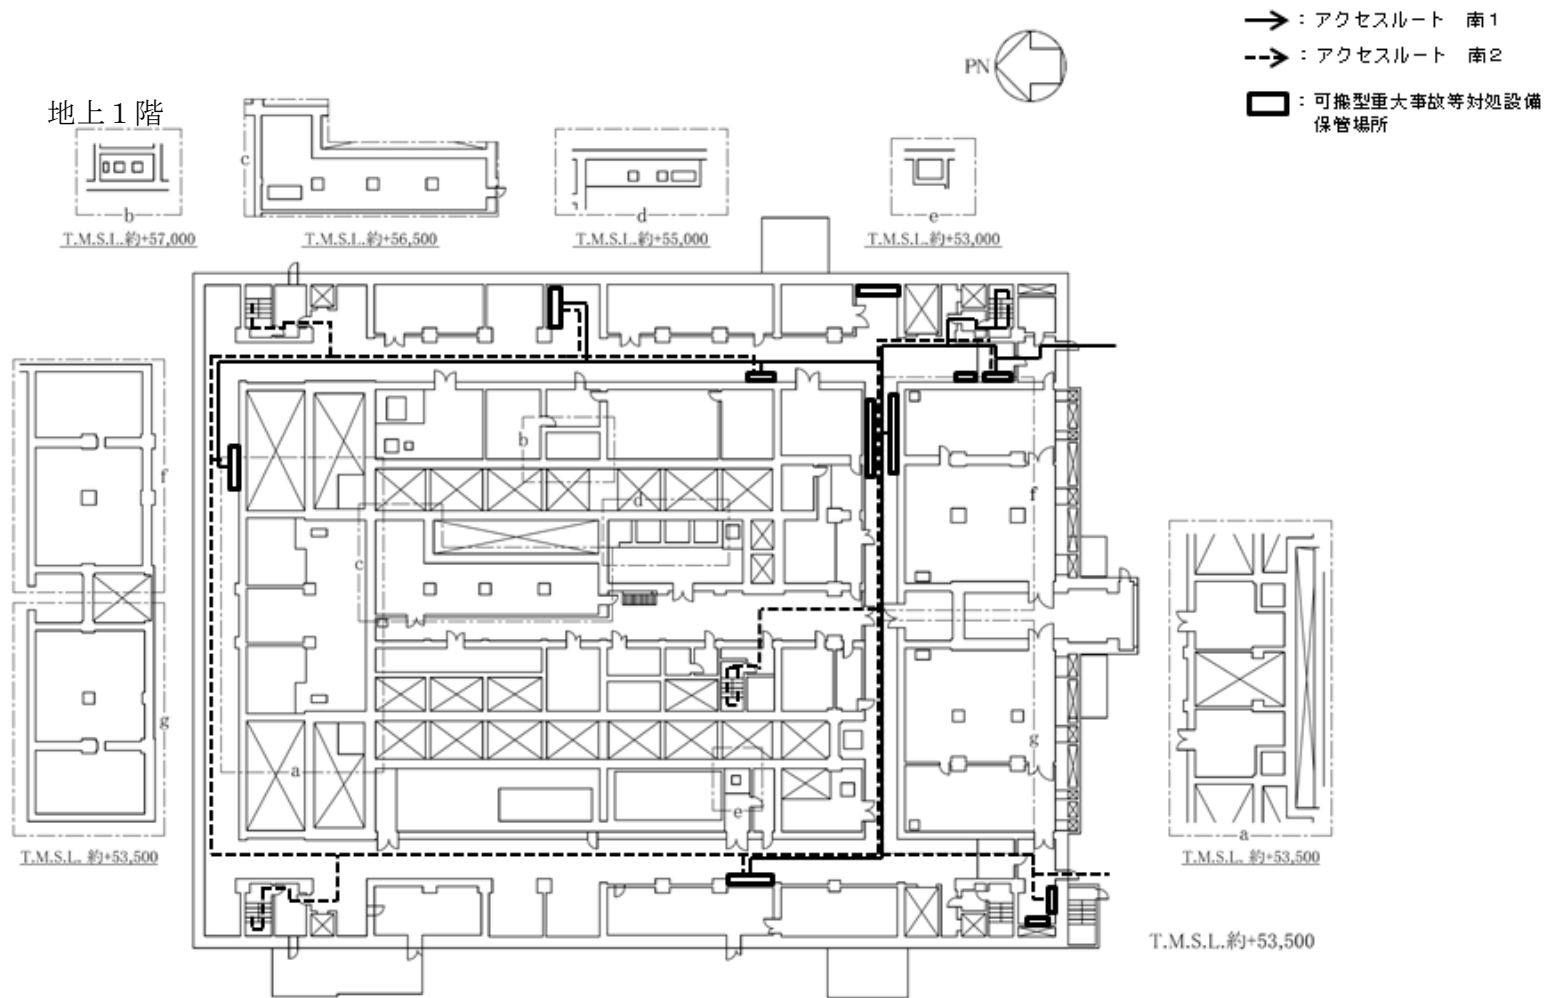 : アクセスルート 南1
: アクセスルート 南2
: 可搬型重大事故等対処設備
保管場所
PN
地上１階
b
T.M.S.L.約+57,000
c
T.M.S.L.約+56,500
d
T.M.S.L.約+55,000
e
T.M.S.L.約+53,000
f
g
T.M.S.L. 約+53,500
b
d
c
a
e
f
g
a
T.M.S.L. 約+53,500
T.M.S.L.約+53,500